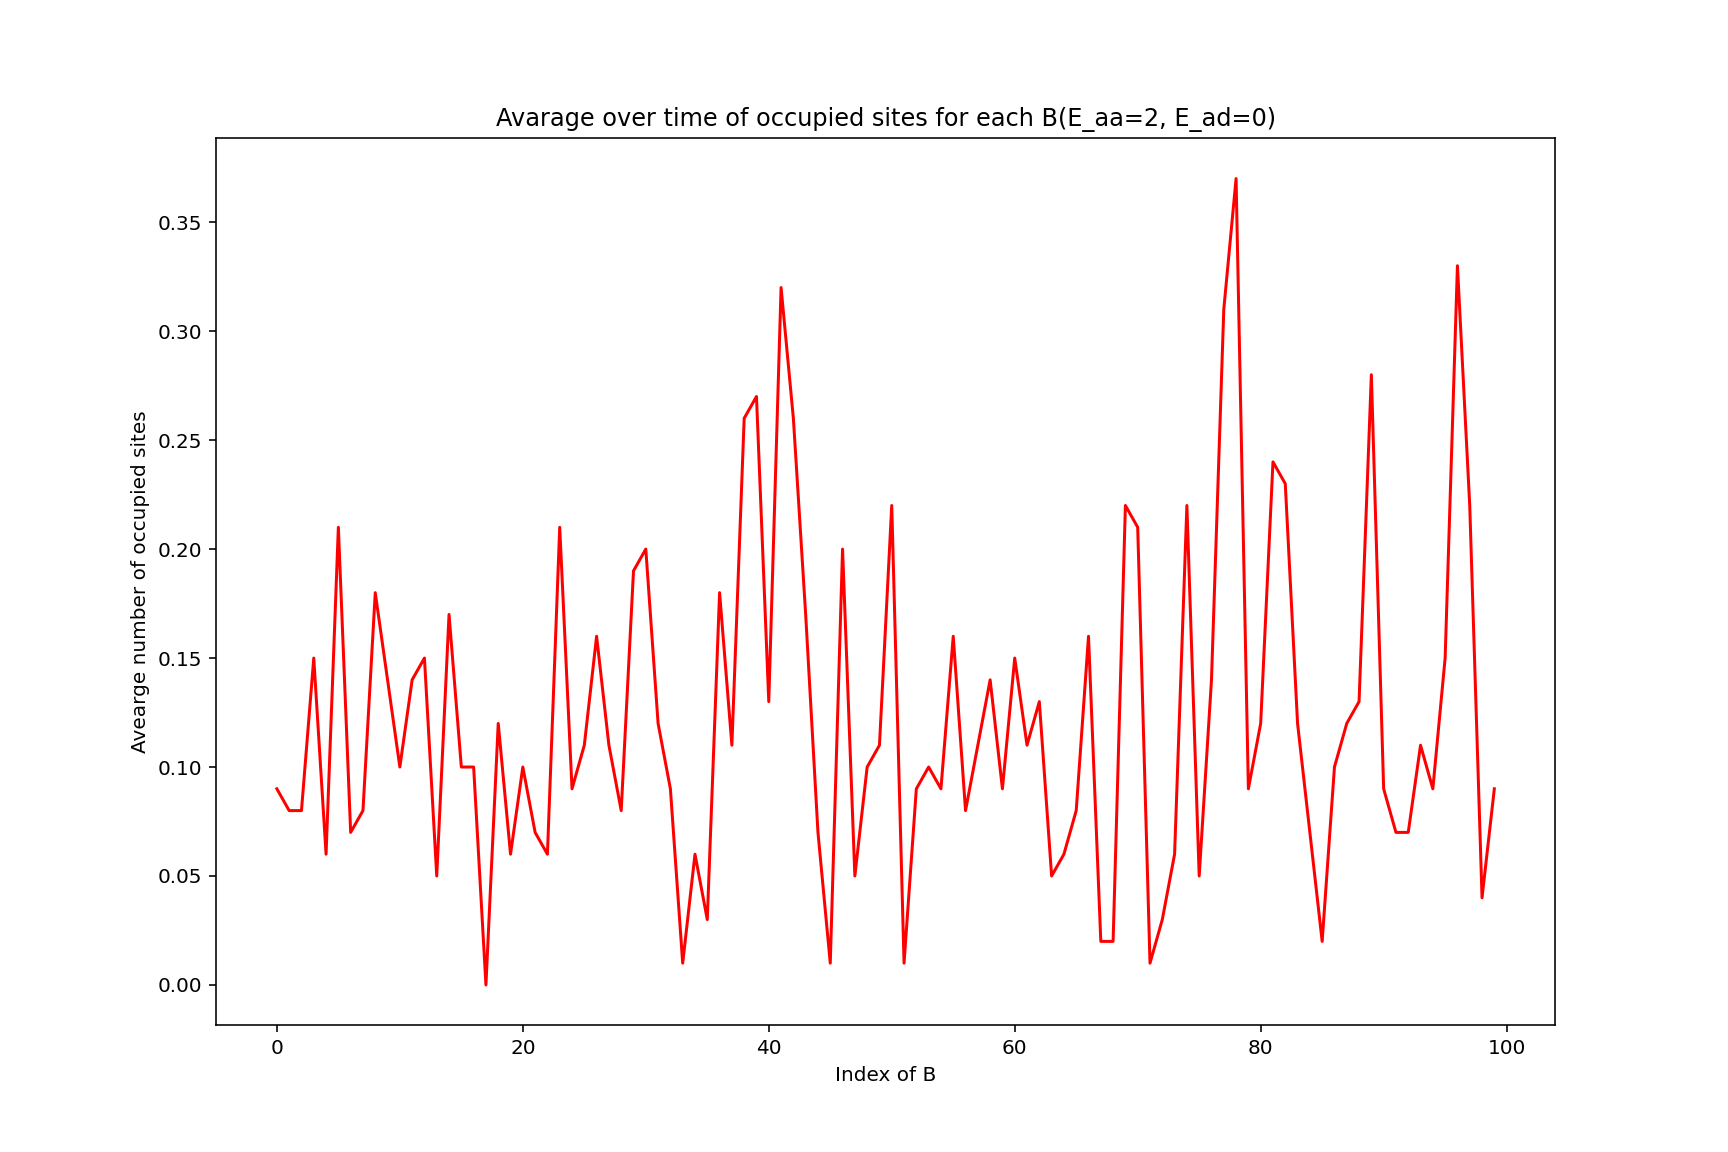 Avarage over time of occupied sites for each B(E_aa=2, E_ad=0)
Avearge number of occupied sites
0.35
0.30
0.25
0.20
0.15
0.10
0.05
0.00
0 20 40 60 80 100
Index of B